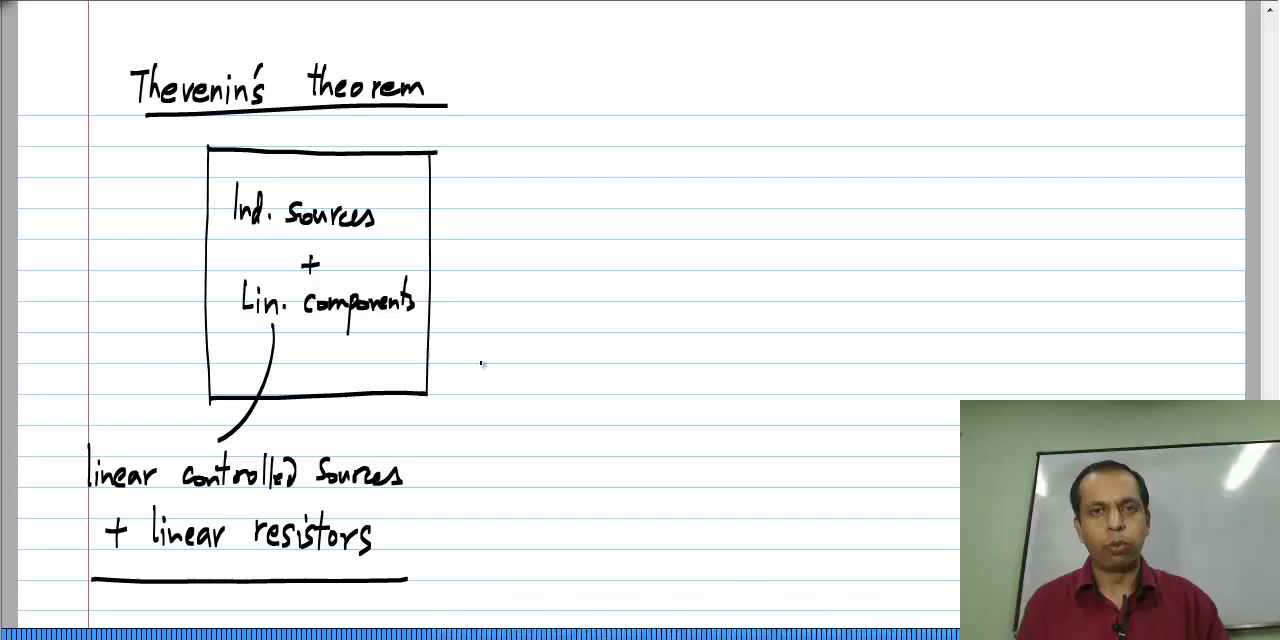 Thevenin's theorem
Ind. sources
+
Lin. components
linear controlled sources
+ linear resistors